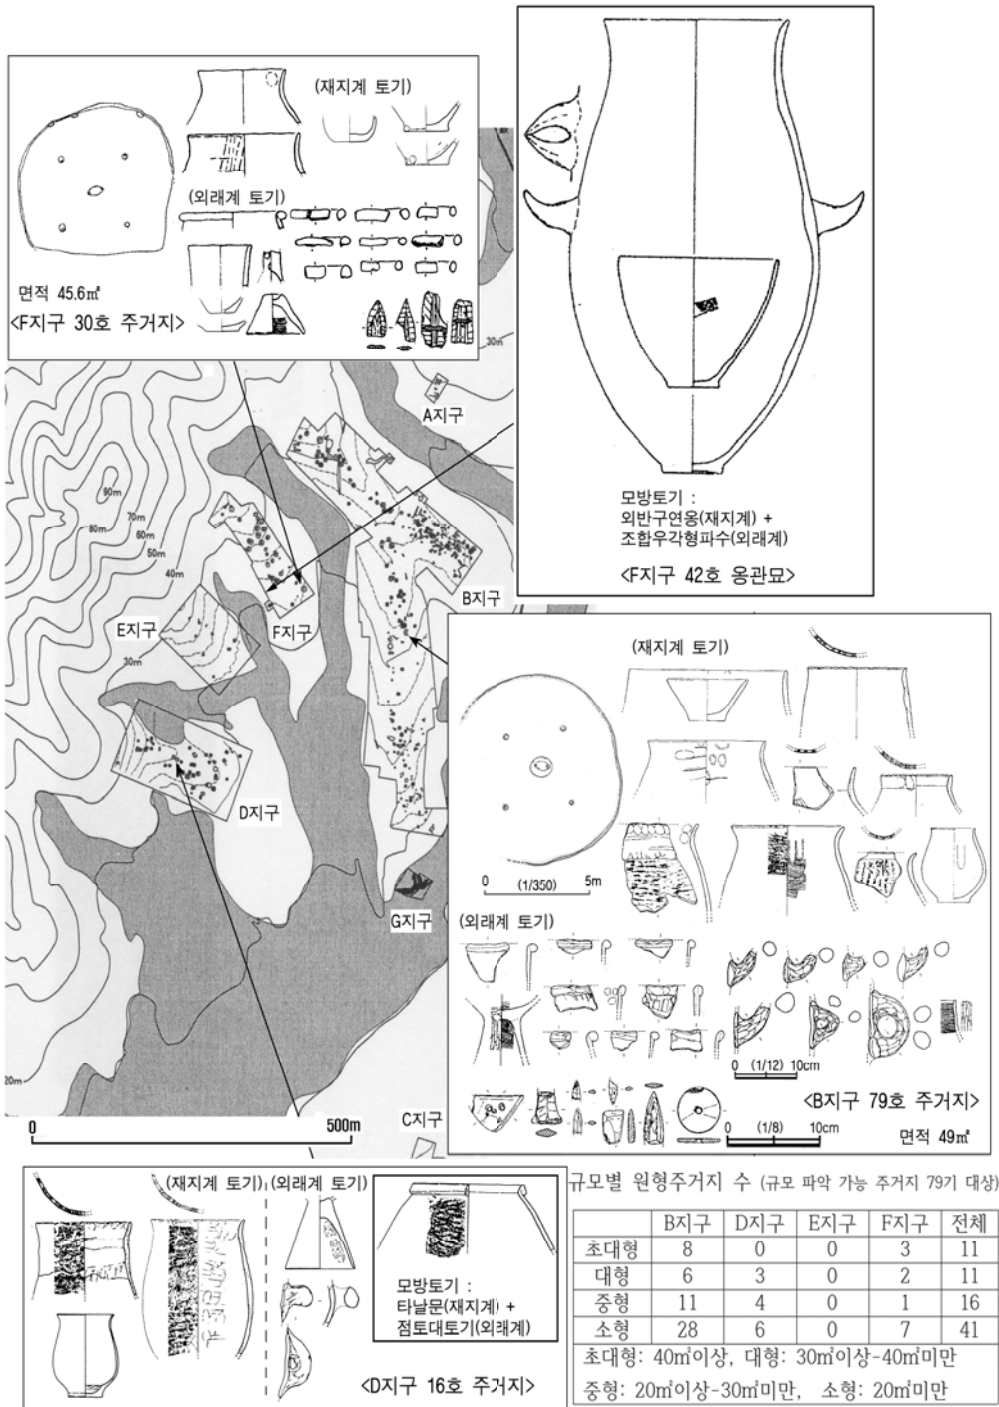 (재지계 토기)
(외래계 토기)
면적 45.6㎡
<F지구 30호 주거지>
모방토기 :
외반구연옹(재지계) +
조합우각형파수(외래계)
<F지구 42호 옹관묘>
30m
A지구
90m
80m
70m
60m
50m
40m
B지구
E지구
F지구
30m
D지구
G지구
20m
C지구
0 500m
(재지계 토기)
0 (1/350) 5m
(외래계 토기)
0 (1/12) 10cm
<B지구 79호 주거지>
0 (1/8) 10cm
면적 49㎡
(재지계 토기) (외래계 토기)
모방토기 :
타날문(재지계) +
점토대토기(외래계)
<D지구 16호 주거지>
규모별 원형주거지 수 (규모 파악 가능 주거지 79기 대상)
B지구 D지구 E지구 F지구 전체
초대형 8 0 0 3 11
대형 6 3 0 2 11
중형 11 4 0 1 16
소형 28 6 0 7 41
초대형: 40㎡이상, 대형: 30㎡이상-40㎡미만
중형: 20㎡이상-30㎡미만, 소형: 20㎡미만